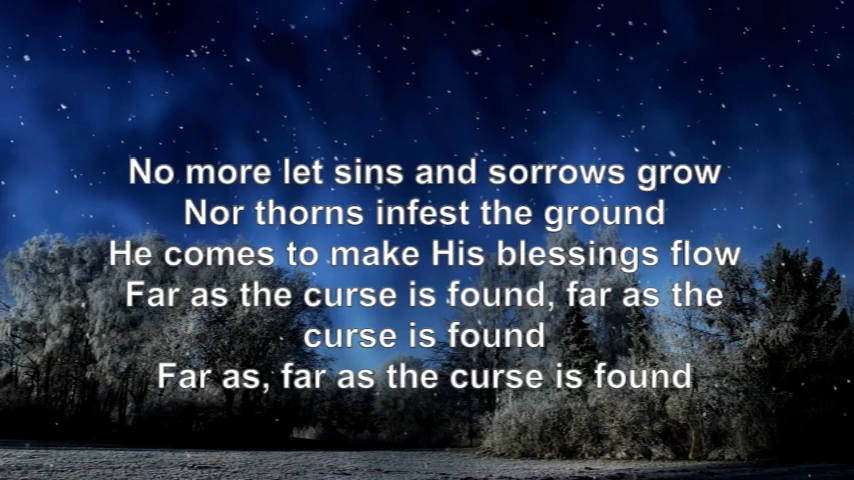 No more let sins and sorrows grow
Nor thorns infest the ground
He comes to make His blessings flow
Far as the curse is found, far as the
curse is found
Far as, far as the curse is found